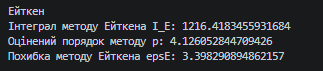 Ейткен
Інтеграл методу Ейткена I_E: 1216.4183455931684
Оцінений порядок методу p: 4.126052844709426
Похибка методу Ейткена epsE: 3.398290894862157